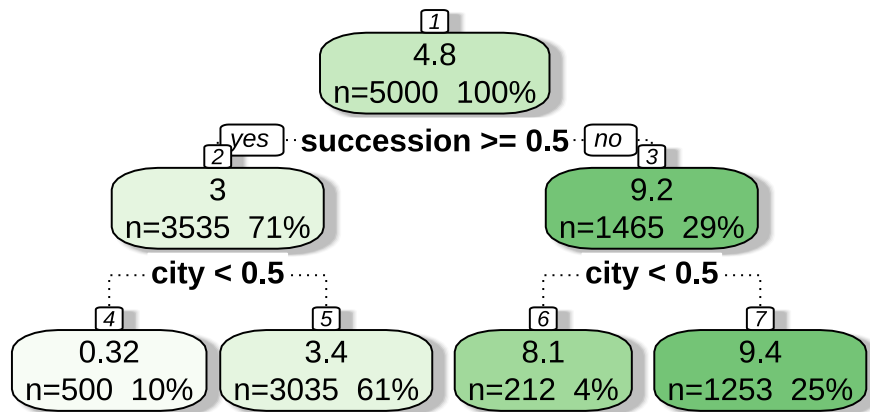 1
4.8
n=5000 100%
yes succession >= 0.5 no
2 3
3 9.2
n=3535 71% n=1465 29%
city < 0.5 city < 0.5
4 5 6 7
0.32 3.4 8.1 9.4
n=500 10% n=3035 61% n=212 4% n=1253 25%